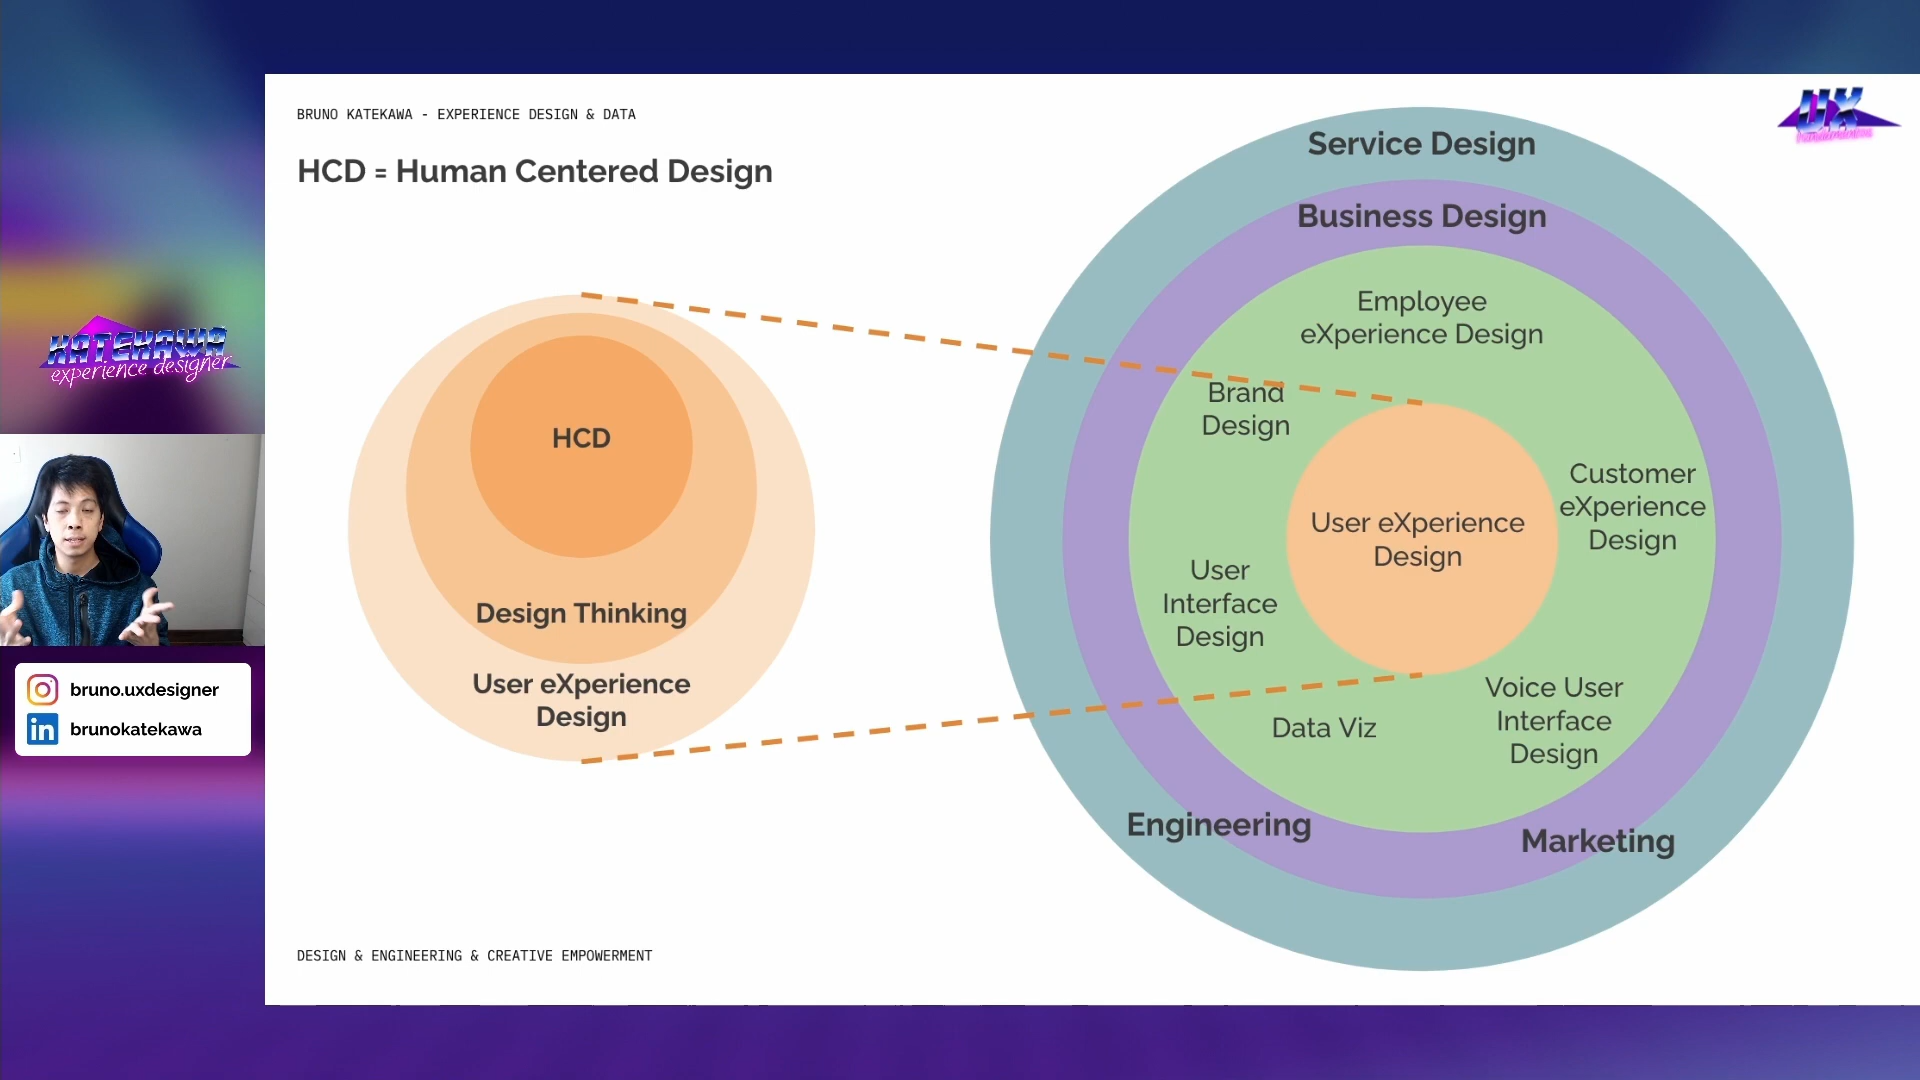 BRUNO KATEKAWA - EXPERIENCE DESIGN & DATA
HCD = Human Centered Design
HCD
Design Thinking
User eXperience
Design
Service Design
Business Design
Employee
eXperience Design
Brand
Design
Customer
eXperience
Design
User eXperience
Design
User
Interface
Design
Voice User
Interface
Design
Data Viz
Engineering
Marketing
DESIGN & ENGINEERING & CREATIVE EMPOWERMENT
UX
KATEKAWA
experience designer
bruno.uxdesigner
in
brunokatekawa